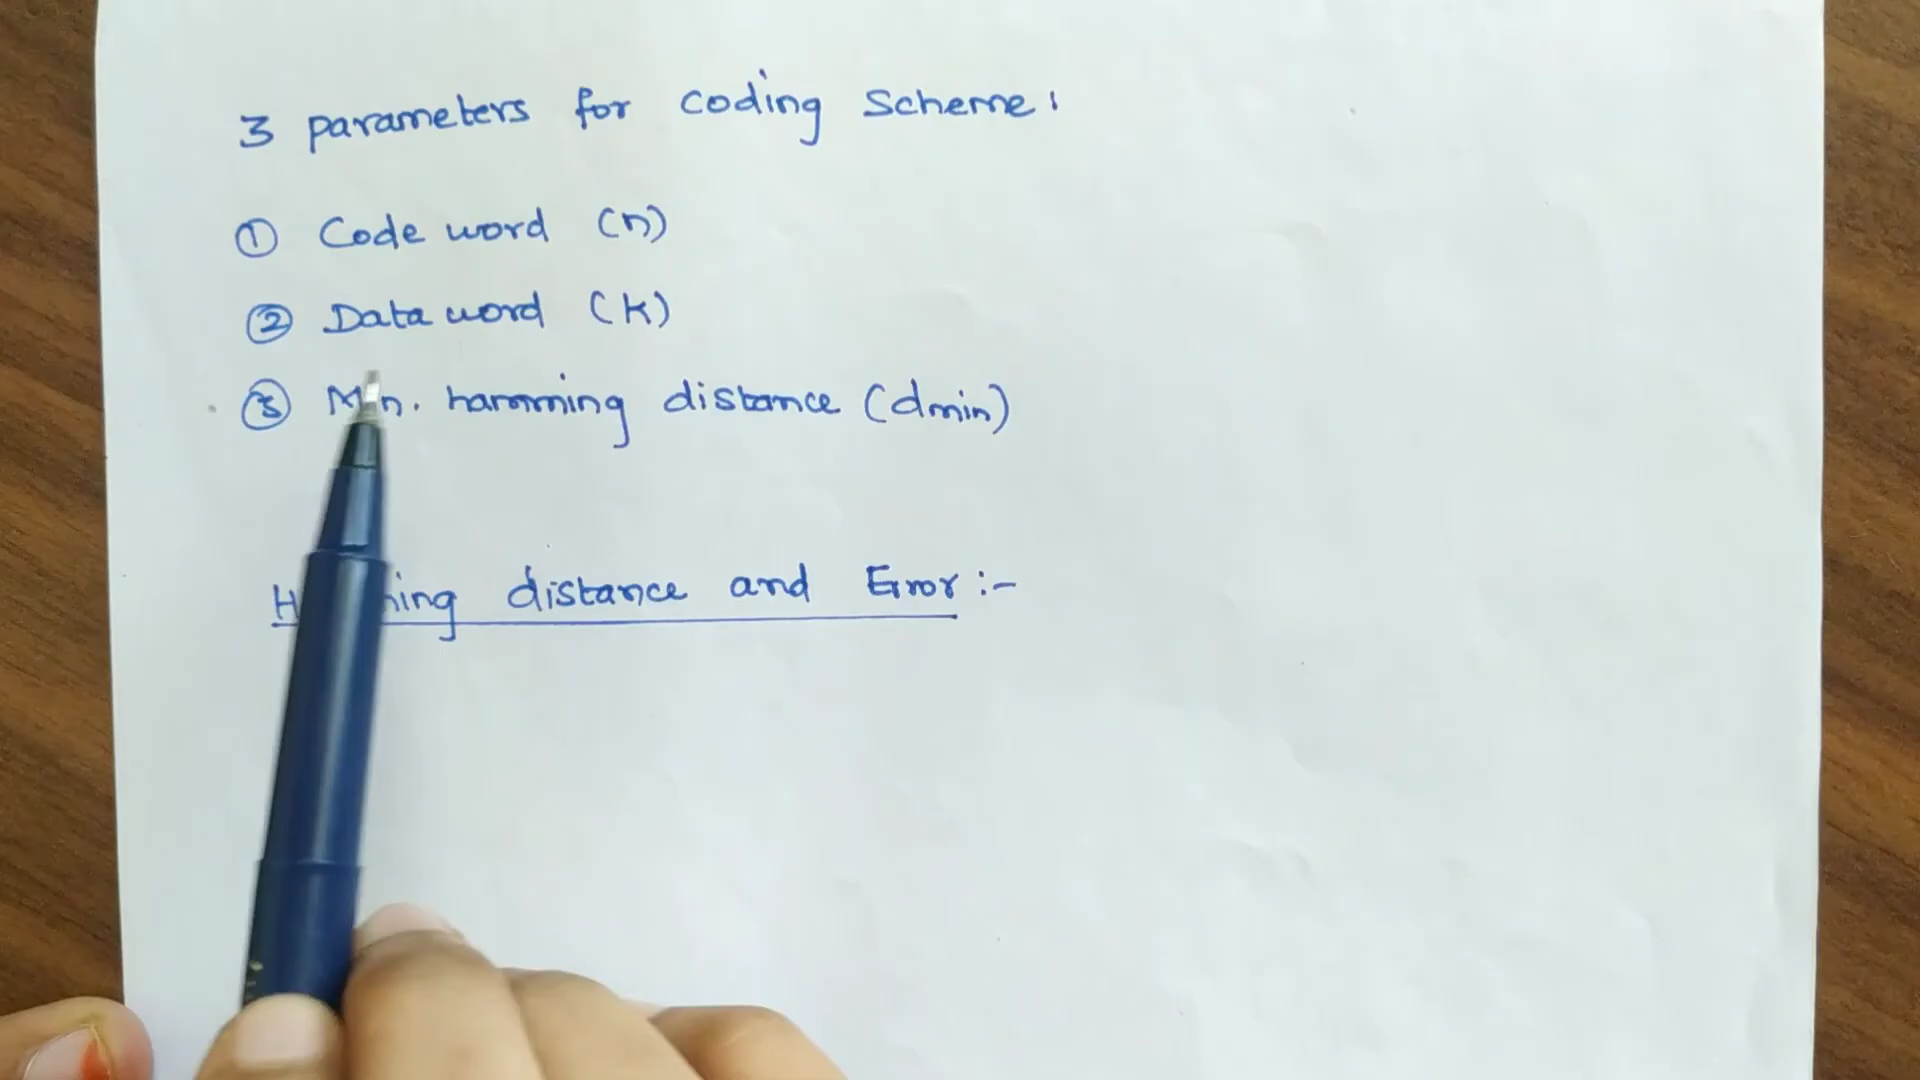 3 parameters for Coding Scheme:
① Code word (n)
② Data word (k)
③ Min. hamming distance (dmin)
Hamming distance and Error :-